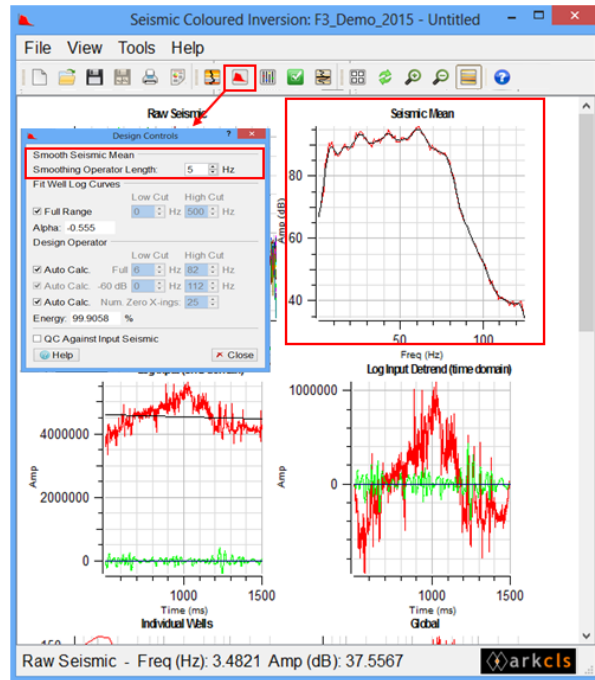 Seismic Coloured Inversion: F3_Demo_2015 - Untitled
File View Tools Help
Raw Seismic
Seismic Mean
Design Controls
Smooth Seismic Mean
Smoothing Operator Length: 5 Hz
Fit Well Log Curves
Low Cut High Cut
Full Range 0 Hz 500 Hz
Alpha: -0.555
Design Operator
Low Cut High Cut
Auto Calc. Full 6 Hz 82 Hz
Auto Calc. -60 dB 0 Hz 112 Hz
Auto Calc. Num. Zero X-ings: 25
Energy: 99.9058 %
QC Against Input Seismic
Help Close
Amp (dB)
80
60
40
50 100
Freq (Hz)
Log Input Detrend (time domain)
Amp
4000000
2000000
0
1000 1500
Time (ms)
Amp
1000000
0
1000 1500
Time (ms)
Individual Wells
Global
150
Raw Seismic - Freq (Hz): 3.4821 Amp (dB): 37.5567
arkcls